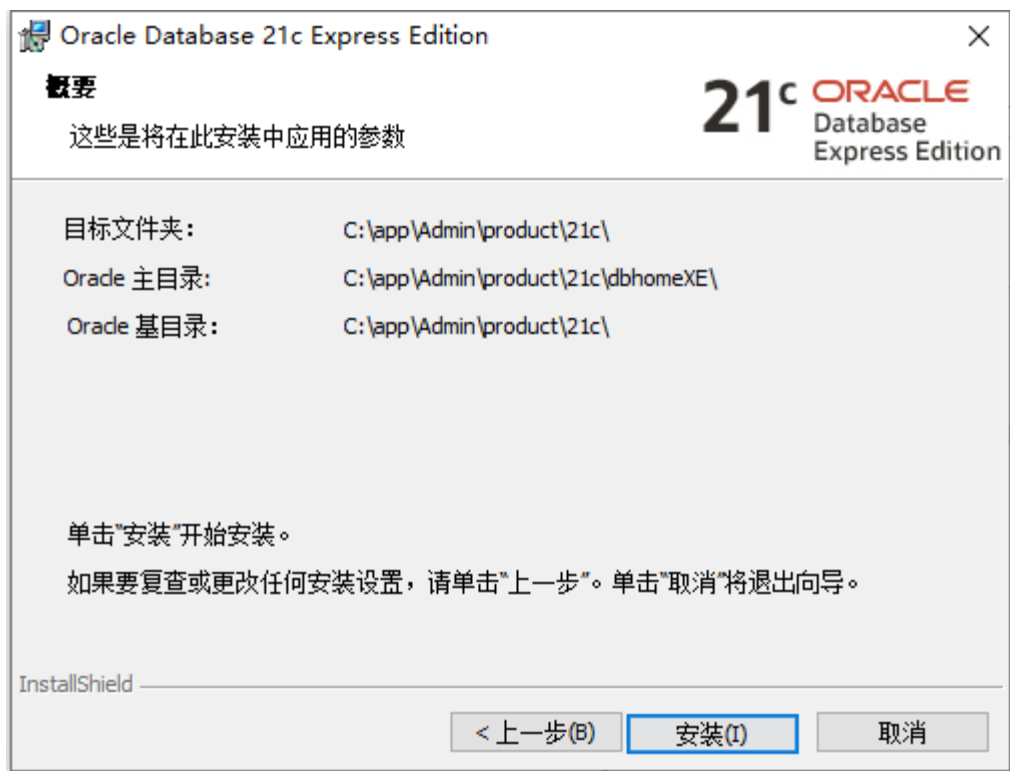 Oracle Database 21c Express Edition
概要
这些是将在此安装中应用的参数
21c ORACLE
Database
Express Edition
目标文件夹： C:\app\Admin\product\21c\
Oracle 主目录: C:\app\Admin\product\21c\dbhomeXE\
Oracle 基目录： C:\app\Admin\product\21c\
单击"安装"开始安装。
如果要复查或更改任何安装设置，请单击"上一步"。单击"取消"将退出向导。
InstallShield
< 上一步(B) 安装(I) 取消